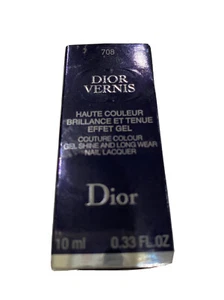 708
DIOR
VERNIS
HAUTE COULEUR
BRILLANCE ET TENUE
EFFET GEL
COUTURE COLOUR
GEL SHINE AND LONG WEAR
NAIL LACQUER
Dior
10 ml 0.33 FL.OZ